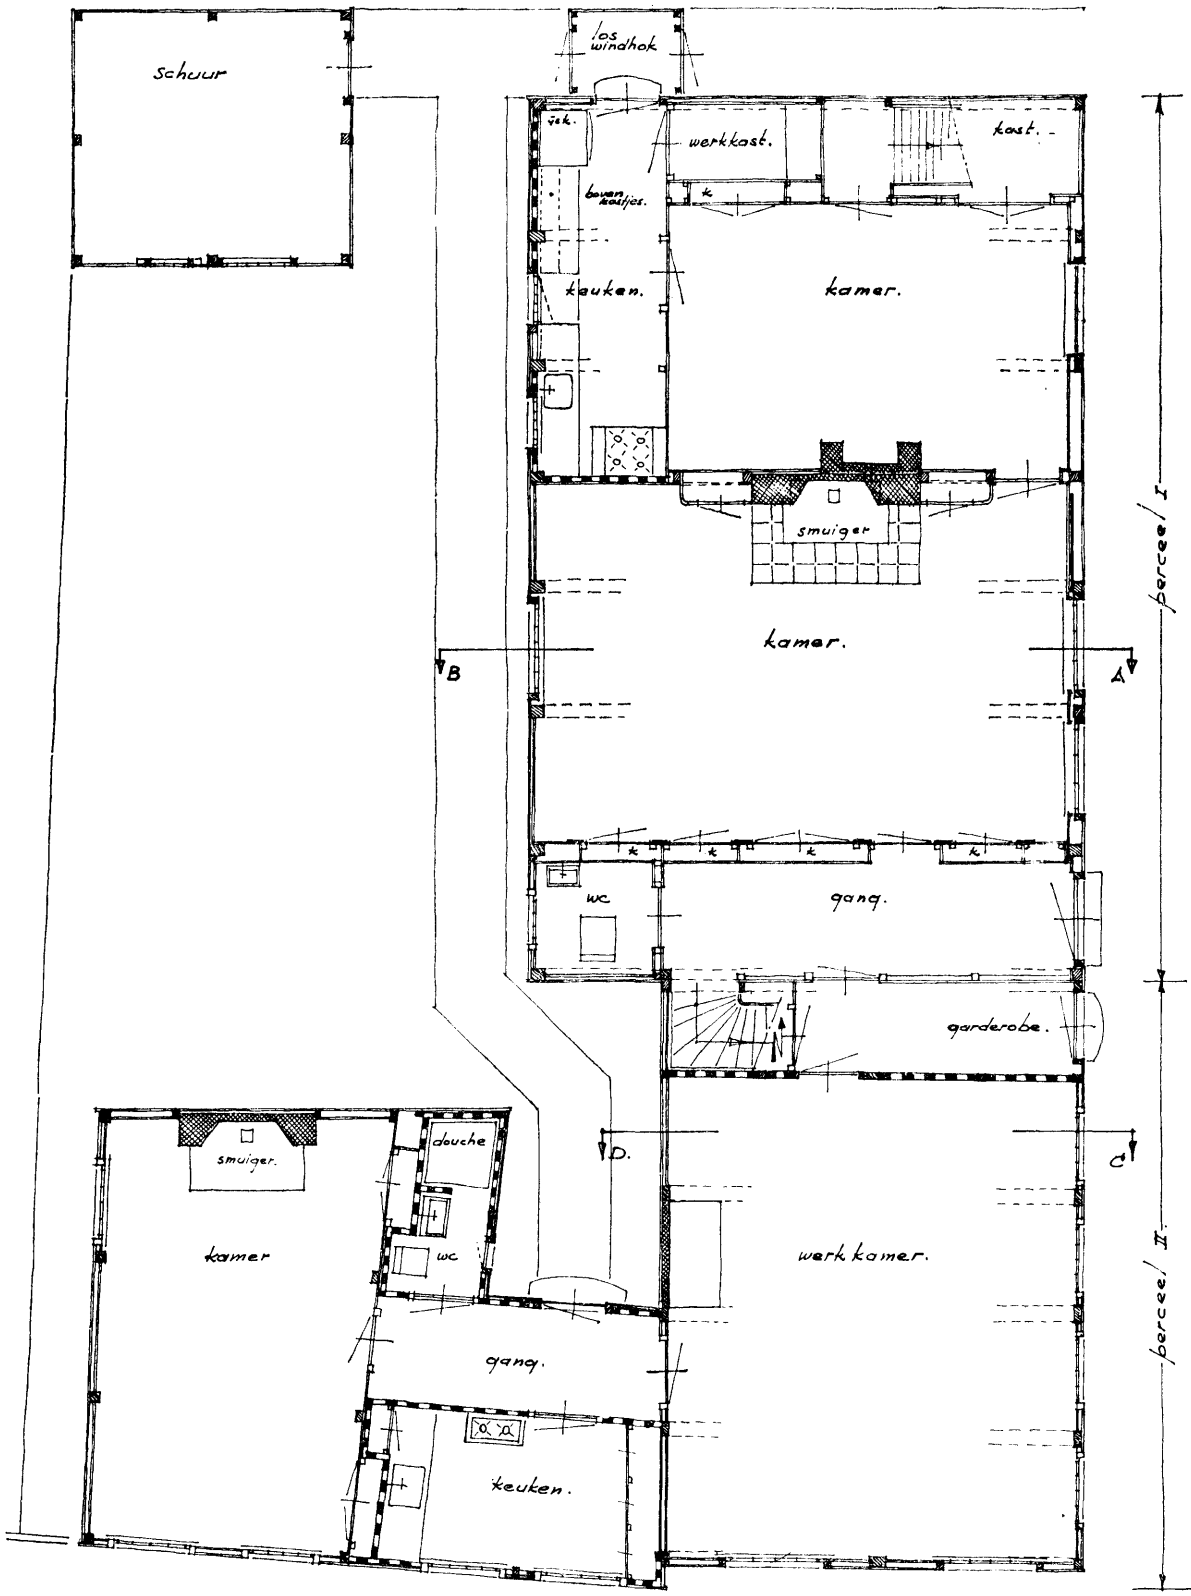 los
windhok
schuur
ijsk.
werkkast.
kast.
boven
kastjes.
k
keuken.
kamer.
smuiger
perceel I
kamer.
B
A
k
k
k
k
wc
gang.
garderobe.
douche
D.
C
smuiger.
kamer
wc
werkkamer.
perceel II
gang.
keuken.